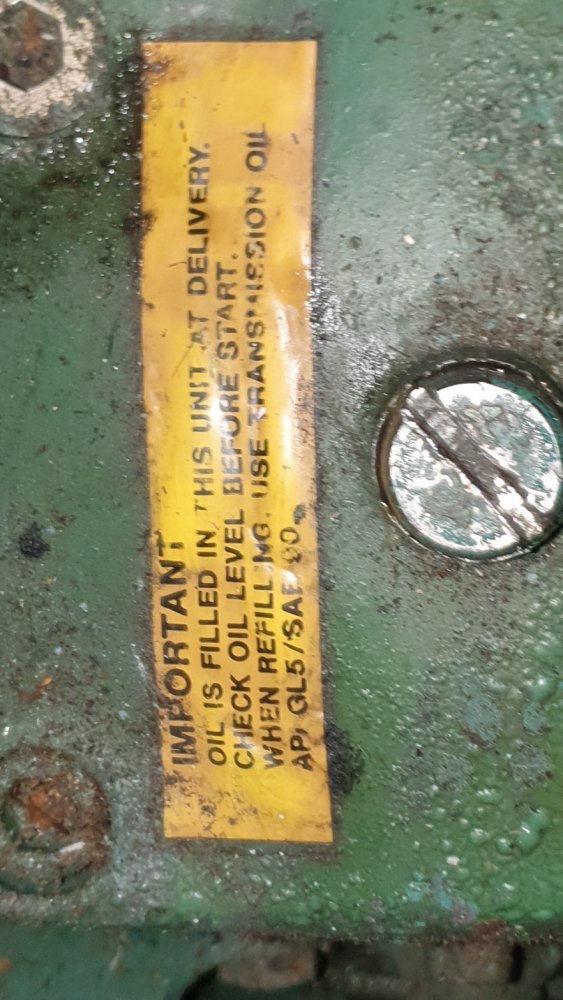 IMPORTANT
OIL IS FILLED IN THIS UNIT AT DELIVERY.
CHECK OIL LEVEL BEFORE START.
WHEN REFILLING, USE TRANSMISSION OIL
API GL5/SAE